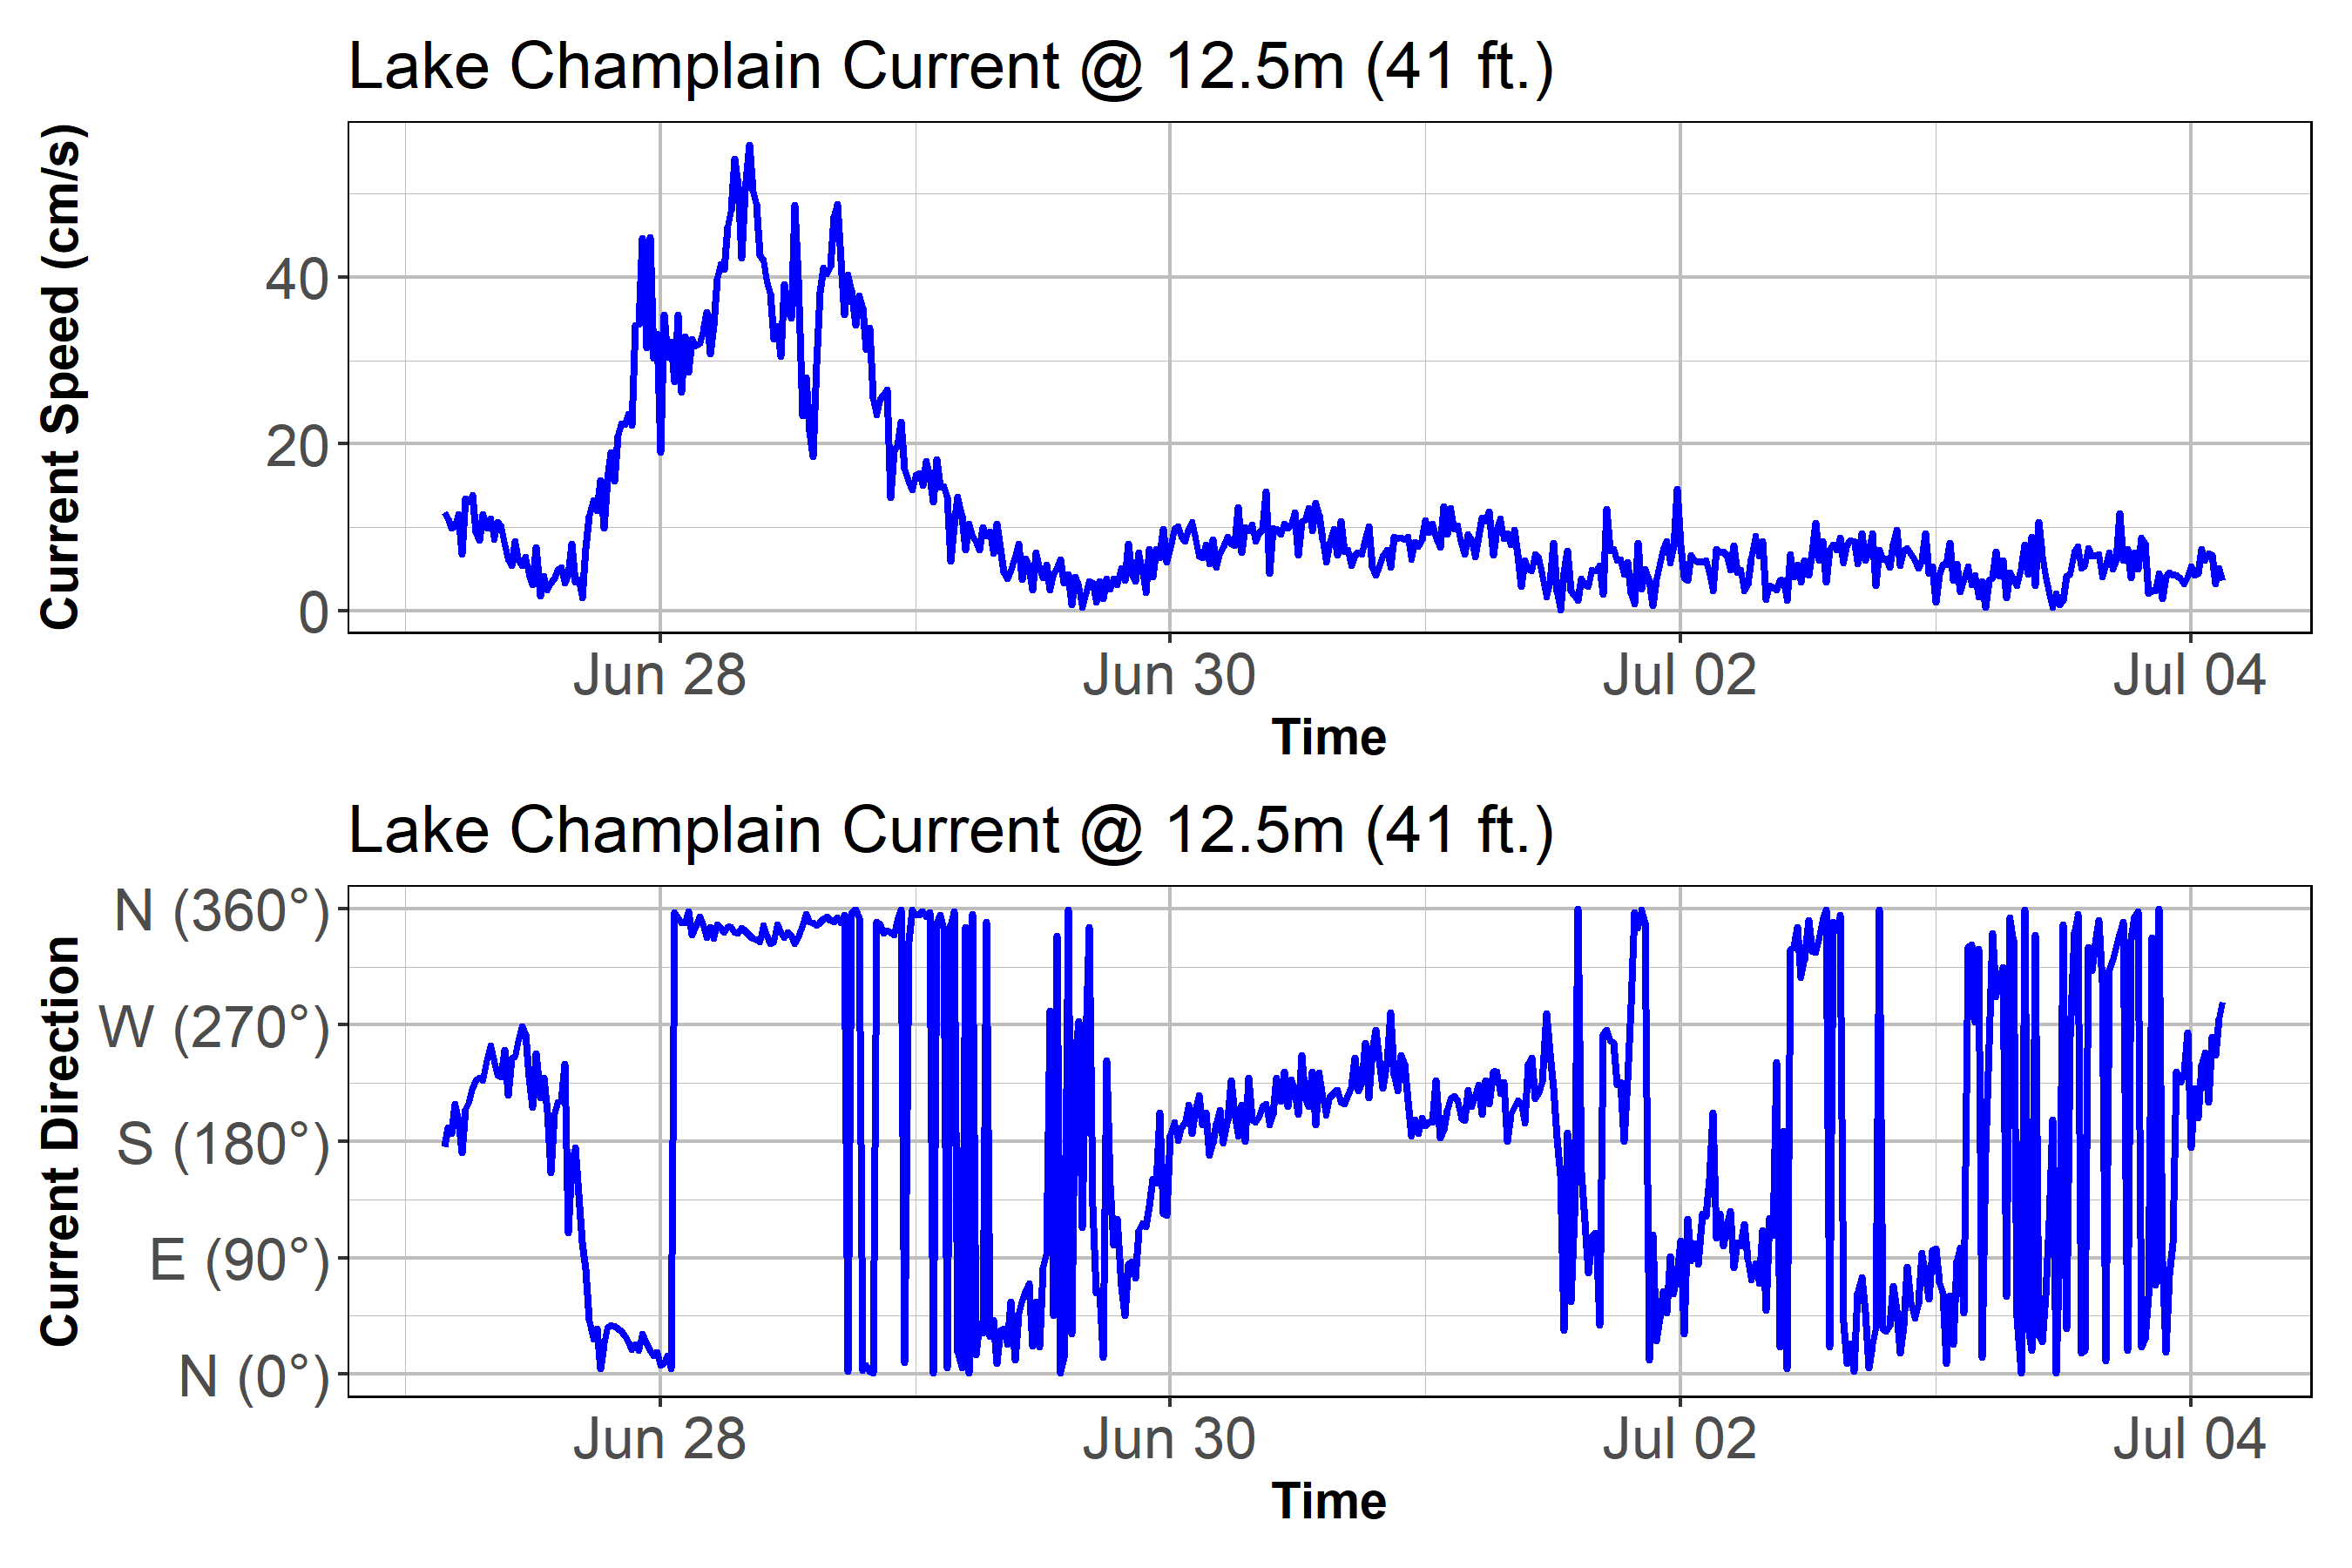 Lake Champlain Current @ 12.5m (41 ft.)
Current Speed (cm/s)
40
20
0
Jun 28 Jun 30 Jul 02 Jul 04
Time
Lake Champlain Current @ 12.5m (41 ft.)
Current Direction
N (360°)
W (270°)
S (180°)
E (90°)
N (0°)
Jun 28 Jun 30 Jul 02 Jul 04
Time